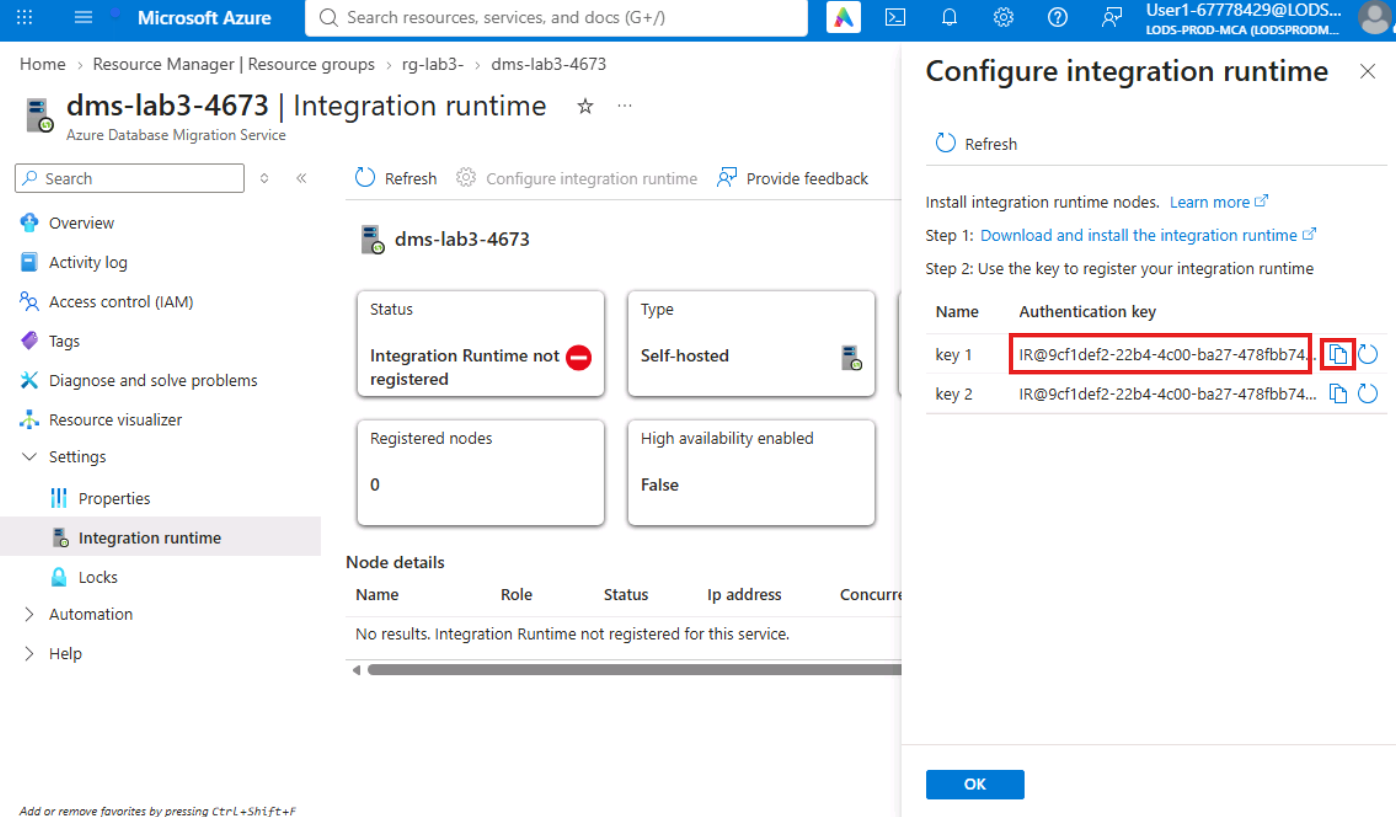 Microsoft Azure
Search resources, services, and docs (G+/)
User1-67778429@LODS...
LODS-PROD-MCA (LODSPRODM...
Home > Resource Manager | Resource groups > rg-lab3- > dms-lab3-4673
dms-lab3-4673 | Integration runtime
Azure Database Migration Service
Search
Overview
Activity log
Access control (IAM)
Tags
Diagnose and solve problems
Resource visualizer
Settings
Properties
Integration runtime
Locks
Automation
Help
Add or remove favorites by pressing Ctrl+Shift+F
Refresh Configure integration runtime Provide feedback
dms-lab3-4673
Status
Integration Runtime not
registered
Type
Self-hosted
Registered nodes
0
High availability enabled
False
Node details
Name Role Status Ip address Concurre
No results. Integration Runtime not registered for this service.
Configure integration runtime
Refresh
Install integration runtime nodes. Learn more
Step 1: Download and install the integration runtime
Step 2: Use the key to register your integration runtime
Name Authentication key
key 1 IR@9cf1def2-22b4-4c00-ba27-478fbb74...
key 2 IR@9cf1def2-22b4-4c00-ba27-478fbb74...
OK